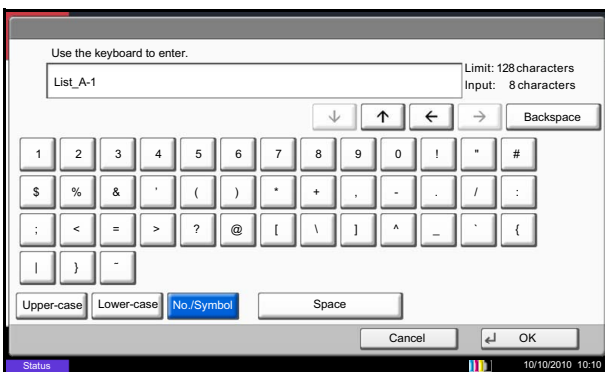 Use the keyboard to enter.
List_A-1
Limit: 128 characters
Input: 8 characters
↓ ↑ ← → Backspace
1 2 3 4 5 6 7 8 9 0 ! " #
$ % & ' ( ) * + , - . / :
; < = > ? @ [ \ ] ^ _ ` {
| } ~
Upper-case Lower-case No./Symbol Space
Cancel OK
Status 10/10/2010 10:10